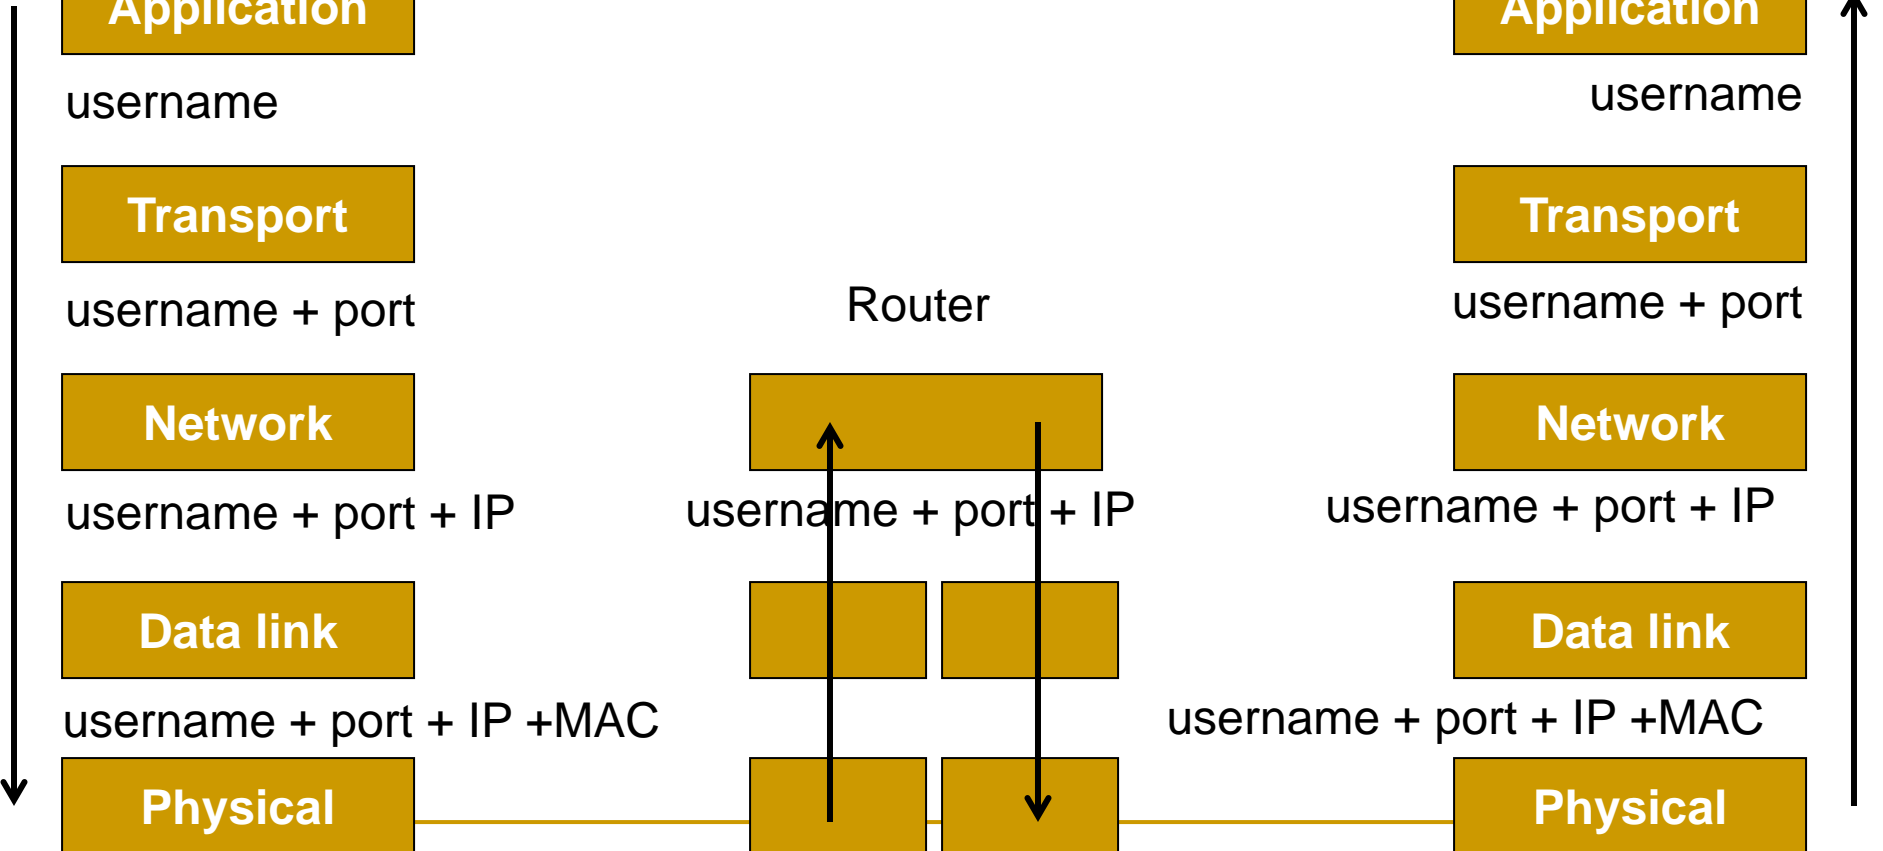 Application
Application
username
username
Transport
Transport
username + port
Router
username + port
Network
Network
username + port + IP
username + port + IP
username + port + IP
Data link
Data link
username + port + IP +MAC
username + port + IP +MAC
Physical
Physical